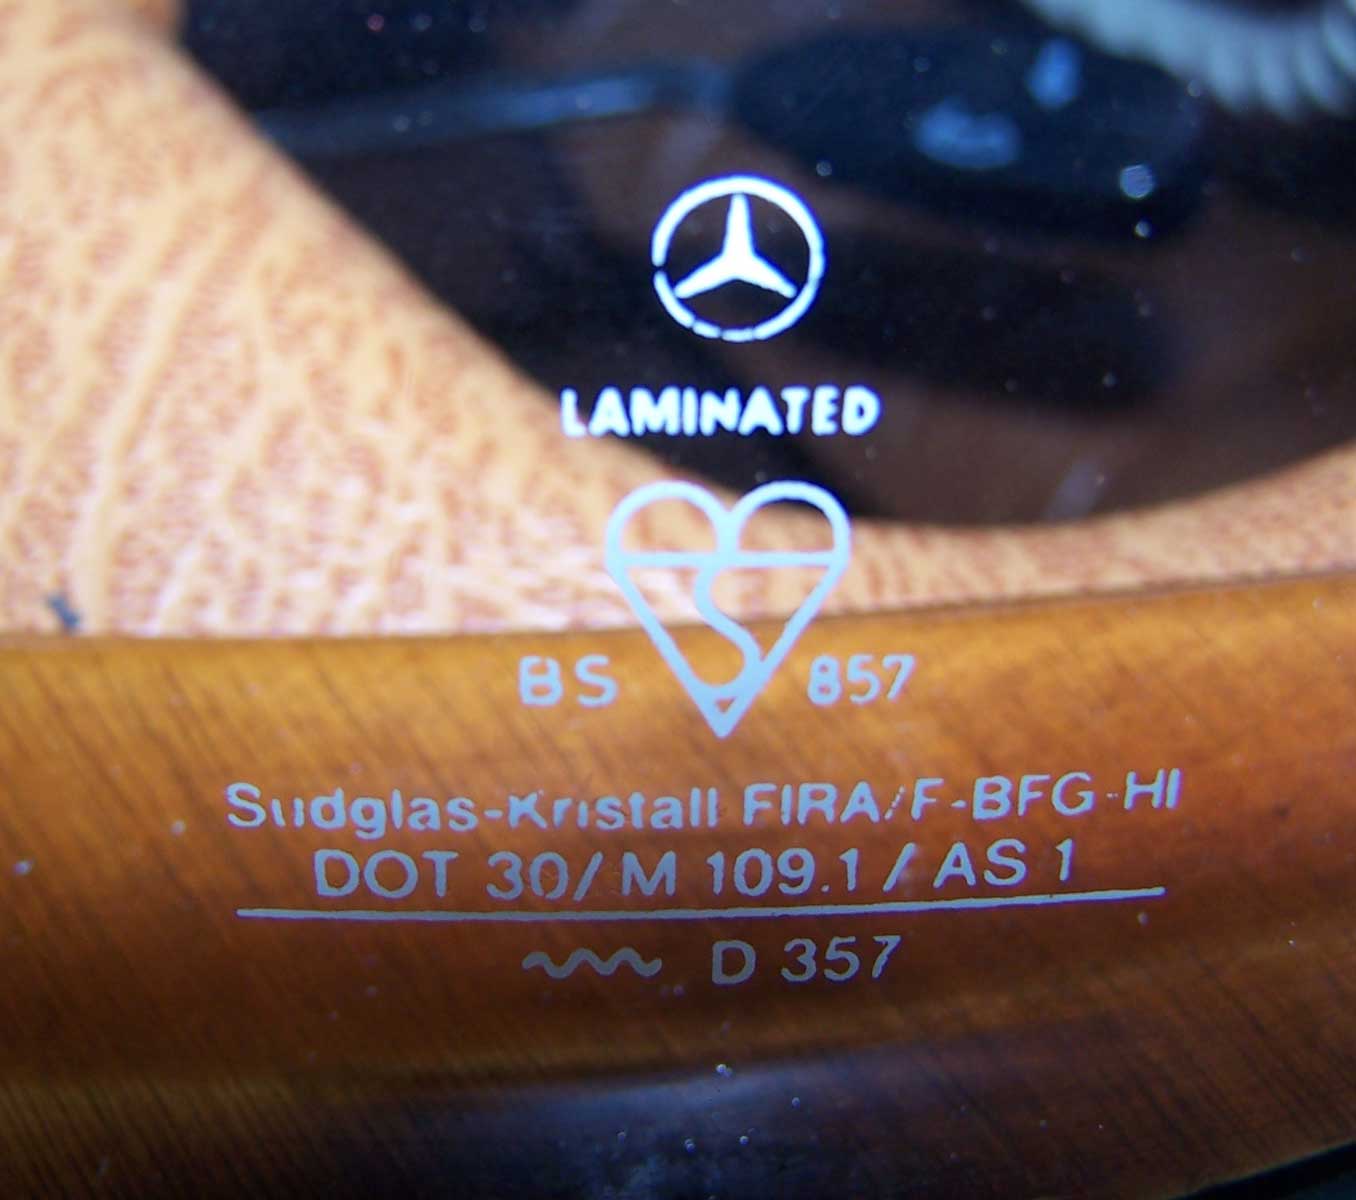 LAMINATED
BS 857
Sudglas-Kristall FIRA/F-BFG-HI
DOT 30/M 109.1 / AS 1
D 357